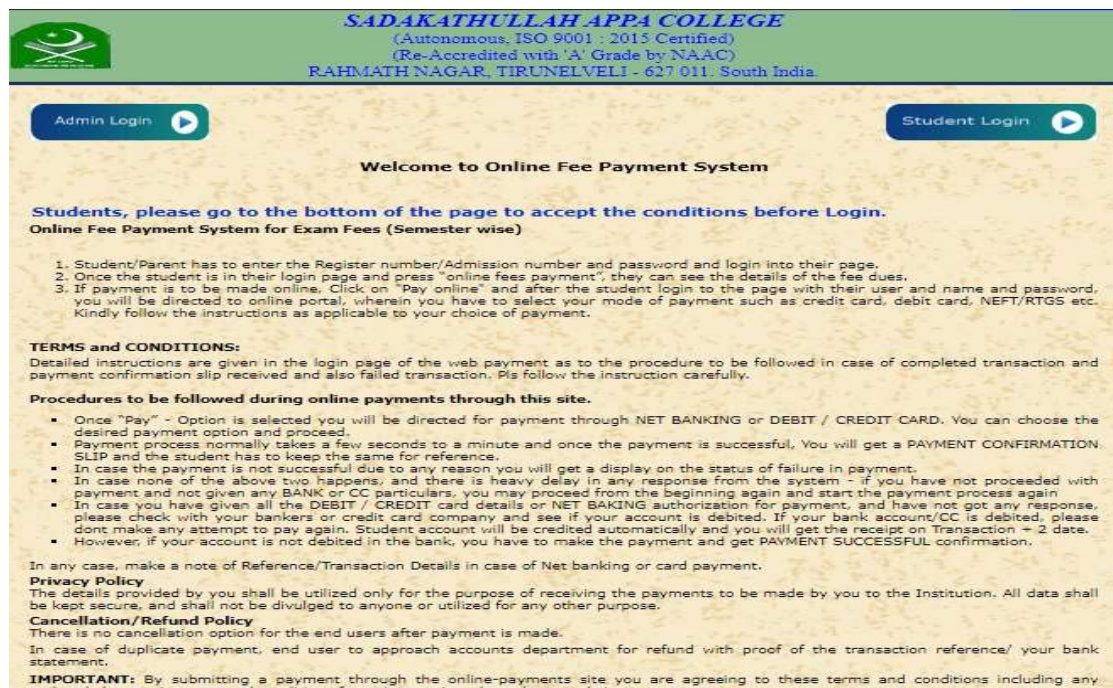 SADAKATHULLAH APPA COLLEGE
(Autonomous, ISO 9001 : 2015 Certified)
(Re-Accredited with 'A' Grade by NAAC)
RAHMATH NAGAR, TIRUNELVELI - 627 011. South India.
Admin Login
Student Login
Welcome to Online Fee Payment System
Students, please go to the bottom of the page to accept the conditions before Login.
Online Fee Payment System for Exam Fees (Semester wise)
1. Student/Parent has to enter the Register number/Admission number and password and login into their page.
2. Once the student is in their login page and press "online fees payment", they can see the details of the fee dues.
3. If payment is to be made online, Click on "Pay online" and after the student login to the page with their user and name and password,
you will be directed to online portal, wherein you have to select your mode of payment such as credit card, debit card, NEFT/RTGS etc.
Kindly follow the instructions as applicable to your choice of payment.
TERMS and CONDITIONS:
Detailed instructions are given in the login page of the web payment as to the procedure to be followed in case of completed transaction and
payment confirmation slip received and also failed transaction. Pls follow the instruction carefully.
Procedures to be followed during online payments through this site.
▪ Once "Pay" - Option is selected you will be directed for payment through NET BANKING or DEBIT / CREDIT CARD. You can choose the
desired payment option and proceed.
▪ Payment process normally takes a few seconds to a minute and once the payment is successful, You will get a PAYMENT CONFIRMATION
SLIP and the student has to keep the same for reference.
▪ In case the payment is not successful due to any reason you will get a display on the status of failure in payment.
▪ In case none of the above two happens, and there is heavy delay in any response from the system - if you have not proceeded with
payment and not given any BANK or CC particulars, you may proceed from the beginning again and start the payment process again
▪ In case you have given all the DEBIT / CREDIT card details or NET BAKING authorization for payment, and have not got any response,
please check with your bankers or credit card company and see if your account is debited. If your bank account/CC is debited, please
dont make any attempt to pay again. Student account will be credited automatically and you will get the receipt on Transaction + 2 date.
▪ However, if your account is not debited in the bank, you have to make the payment and get PAYMENT SUCCESSFUL confirmation.
In any case, make a note of Reference/Transaction Details in case of Net banking or card payment.
Privacy Policy
The details provided by you shall be utilized only for the purpose of receiving the payments to be made by you to the Institution. All data shall
be kept secure, and shall not be divulged to anyone or utilized for any other purpose.
Cancellation/Refund Policy
There is no cancellation option for the end users after payment is made.
In case of duplicate payment, end user to approach accounts department for refund with proof of the transaction reference/ your bank
statement.
IMPORTANT: By submitting a payment through the online-payments site you are agreeing to these terms and conditions including any